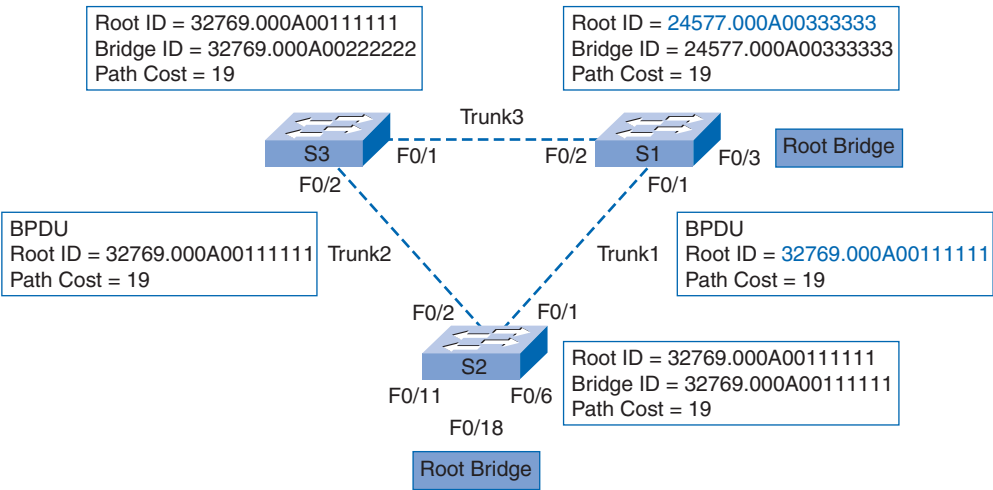 Root ID = 32769.000A00111111
Bridge ID = 32769.000A00222222
Path Cost = 19
Root ID = 24577.000A00333333
Bridge ID = 24577.000A00333333
Path Cost = 19
Trunk3
S3
F0/1
F0/2
S1
F0/3
Root Bridge
F0/2
F0/1
BPDU
Root ID = 32769.000A00111111
Path Cost = 19
Trunk2
Trunk1
BPDU
Root ID = 32769.000A00111111
Path Cost = 19
F0/2
F0/1
S2
F0/11
F0/6
F0/18
Root ID = 32769.000A00111111
Bridge ID = 32769.000A00111111
Path Cost = 19
Root Bridge